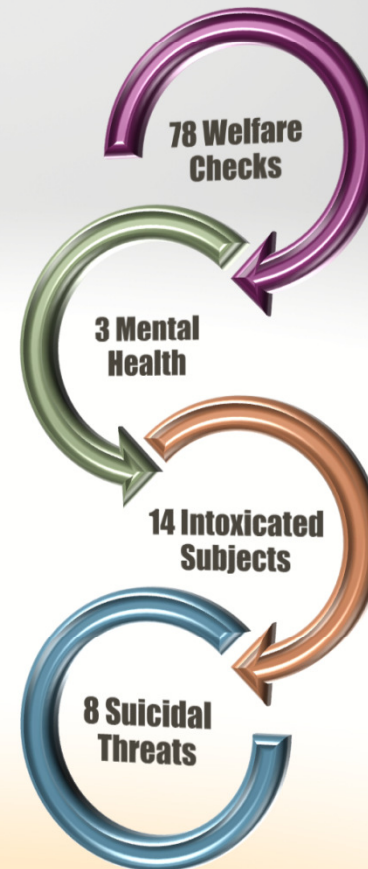 78 Welfare
Checks
3 Mental
Health
14 Intoxicated
Subjects
8 Suicidal
Threats